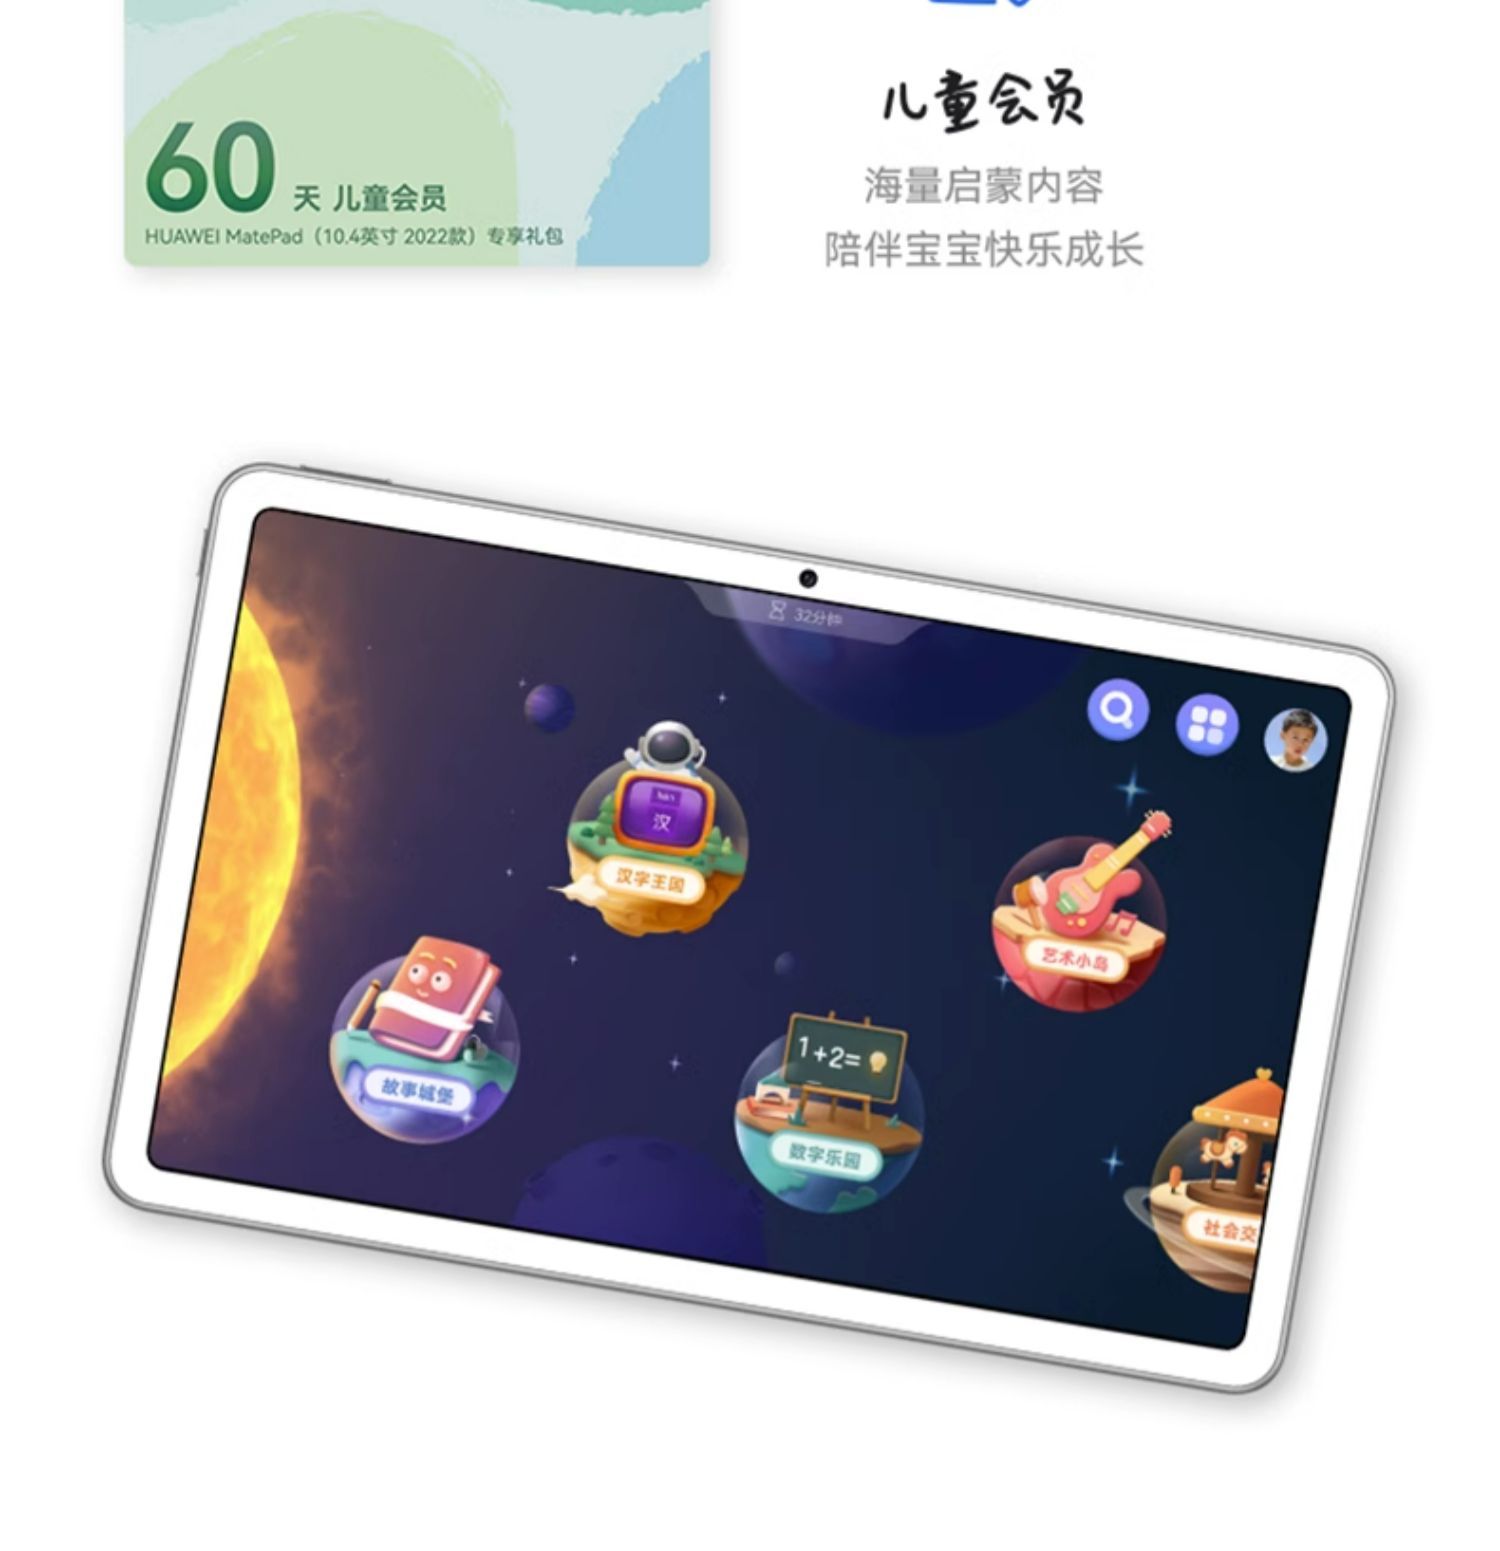 儿童会员
海量启蒙内容
陪伴宝宝快乐成长
60 天 儿童会员
HUAWEI MatePad（10.4英寸 2022款）专享礼包
32分钟
汉
汉字王国
艺术小岛
故事城堡
1+2=
数字乐园
社会交